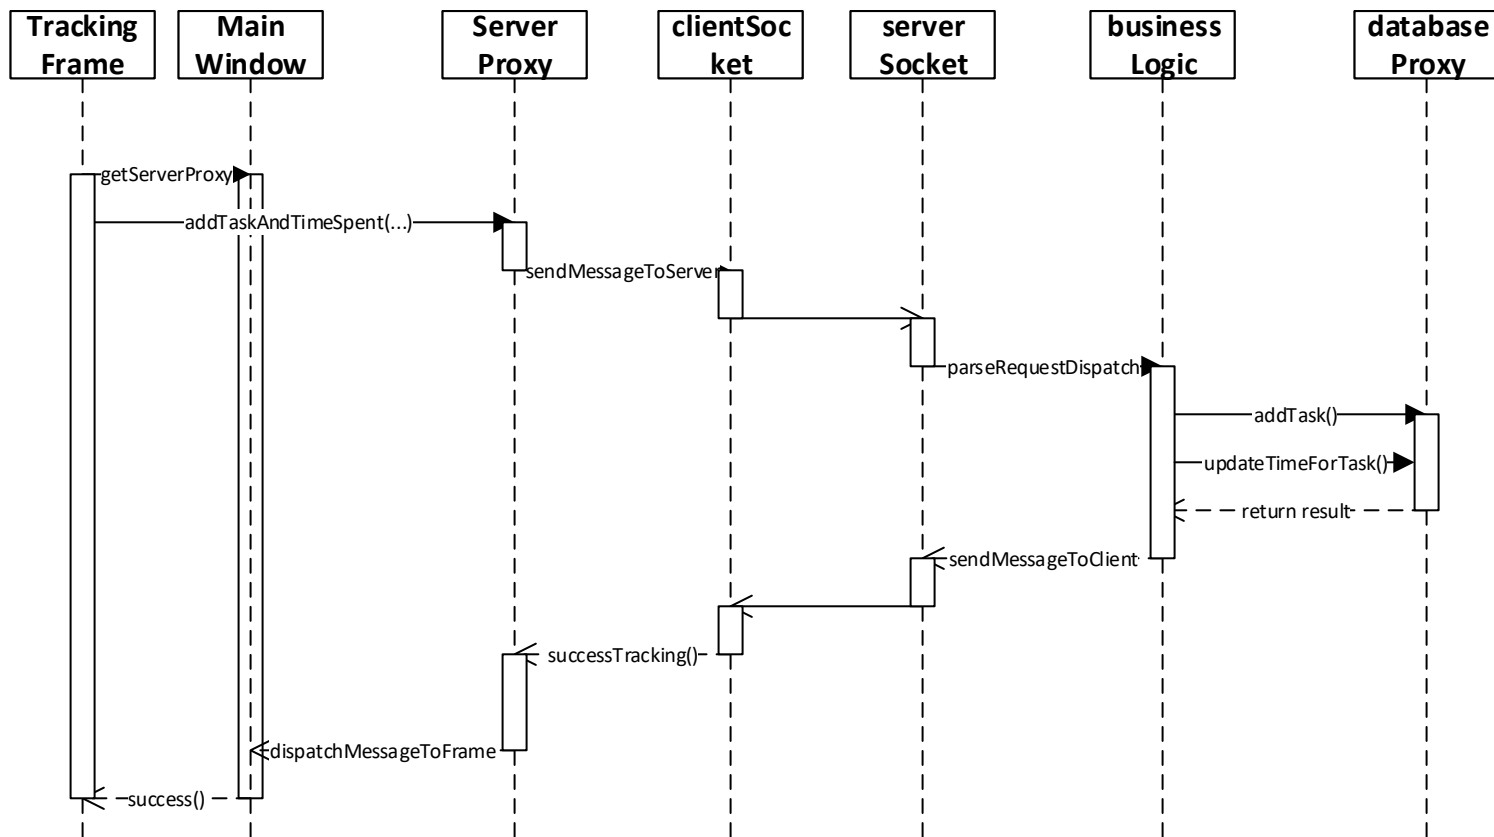 Tracking
Frame
Main
Window
Server
Proxy
clientSoc
ket
server
Socket
business
Logic
database
Proxy
getServerProxy
addTaskAndTimeSpent(...)
sendMessageToServer
parseRequestDispatch
addTask()
updateTimeForTask()
return result
sendMessageToClient
successTracking()
dispatchMessageToFrame
success()